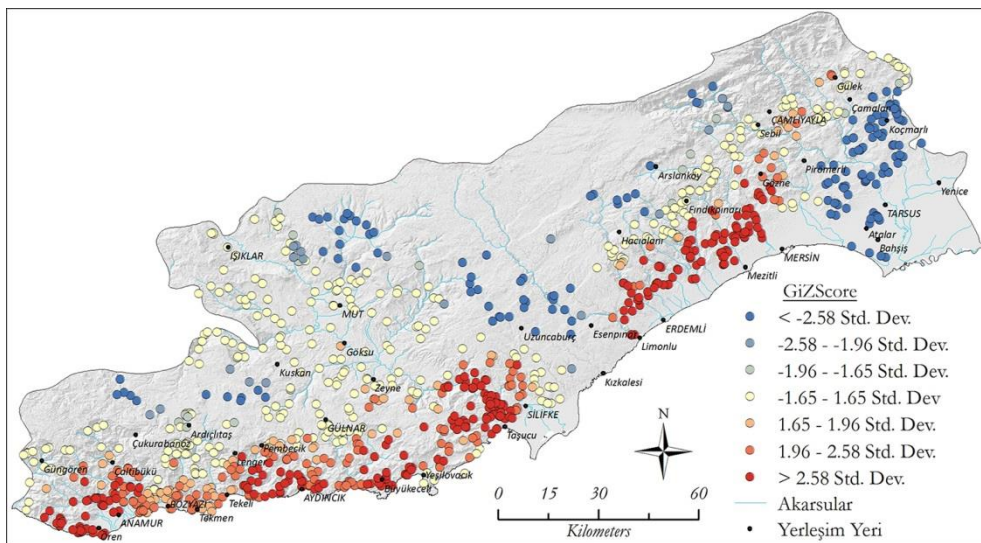 Gülek
Çamalan
ÇAMLIYAYLA
Koçmarlı
Sebil
Arslanköy
Gözne
Yenice
Fındıkpınarı
TARSUS
Atalar
Hacıalanı
Bahşiş
IŞIKLAR
MERSİN
Mezitli
MUT
ERDEMLİ
Uzuncaburç
Esenpınar
Limonlu
Göksu
Kuskan
Zeyne
Kızkalesi
SİLİFKE
Ardıçlıtaş
GÜLNAR
Taşucu
Çukurabanoz
Pembecik
Güngören
Yeşilovacık
AYDINCIK
Büyükeceli
BOZYAZI
Tekeli
Tekmen
ANAMUR
Ören
GiZScore
< -2.58 Std. Dev.
-2.58 - -1.96 Std. Dev.
-1.96 - -1.65 Std. Dev.
-1.65 - 1.65 Std. Dev.
1.65 - 1.96 Std. Dev.
1.96 - 2.58 Std. Dev.
> 2.58 Std. Dev.
Akarsular
Yerleşim Yeri
N
0 15 30 60
Kilometers